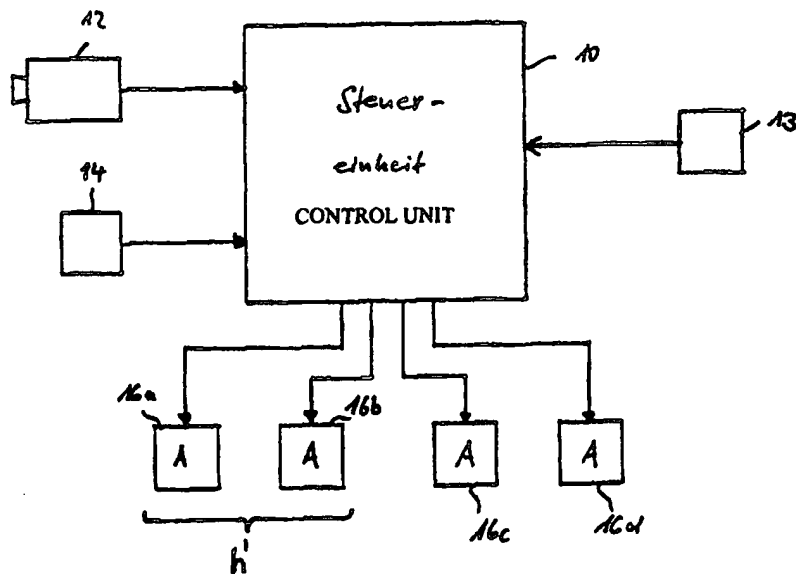 12
10
Steuer-
13
einheit
14
CONTROL UNIT
16a
16b
A
A
A
A
16c
16d
h'